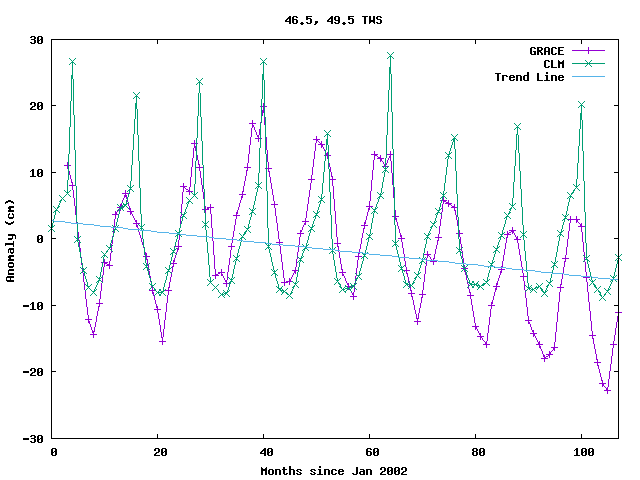 46.5, 49.5 TWS
GRACE
CLM
Trend Line
30
20
10
0
-10
-20
-30
Anomaly (cm)
0 20 40 60 80 100
Months since Jan 2002